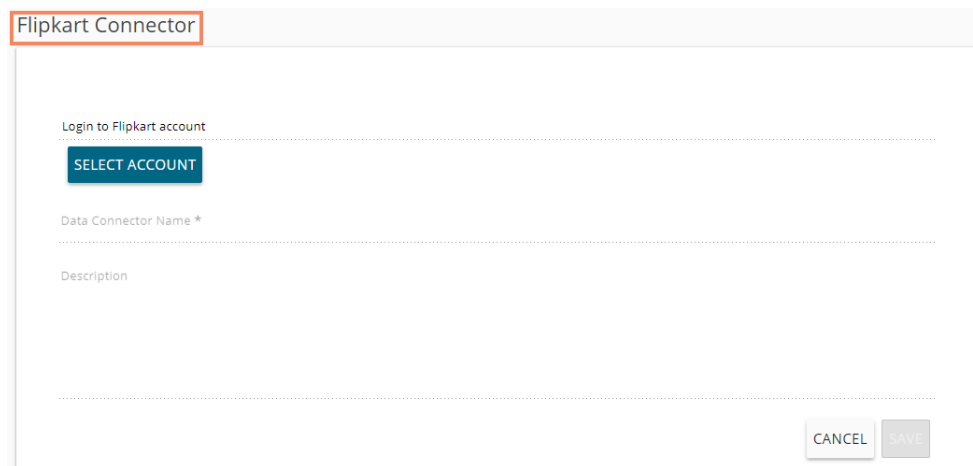 Flipkart Connector
Login to Flipkart account
SELECT ACCOUNT
Data Connector Name *
Description
CANCEL SAVE